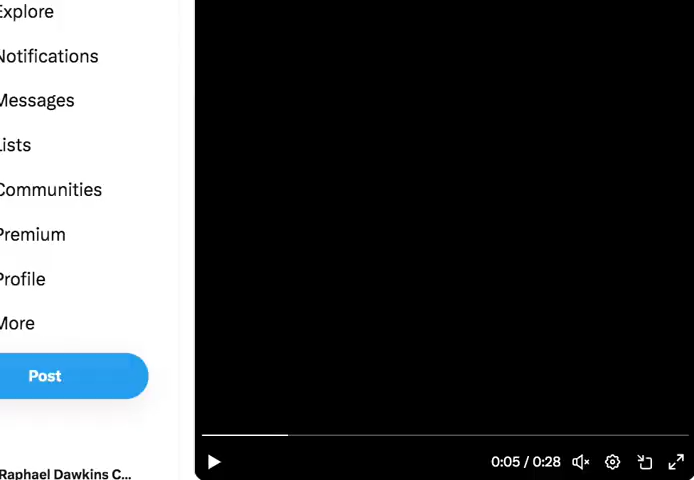 Explore
Notifications
Messages
Lists
Communities
Premium
Profile
More
Post
Raphael Dawkins C...
0:05 / 0:28